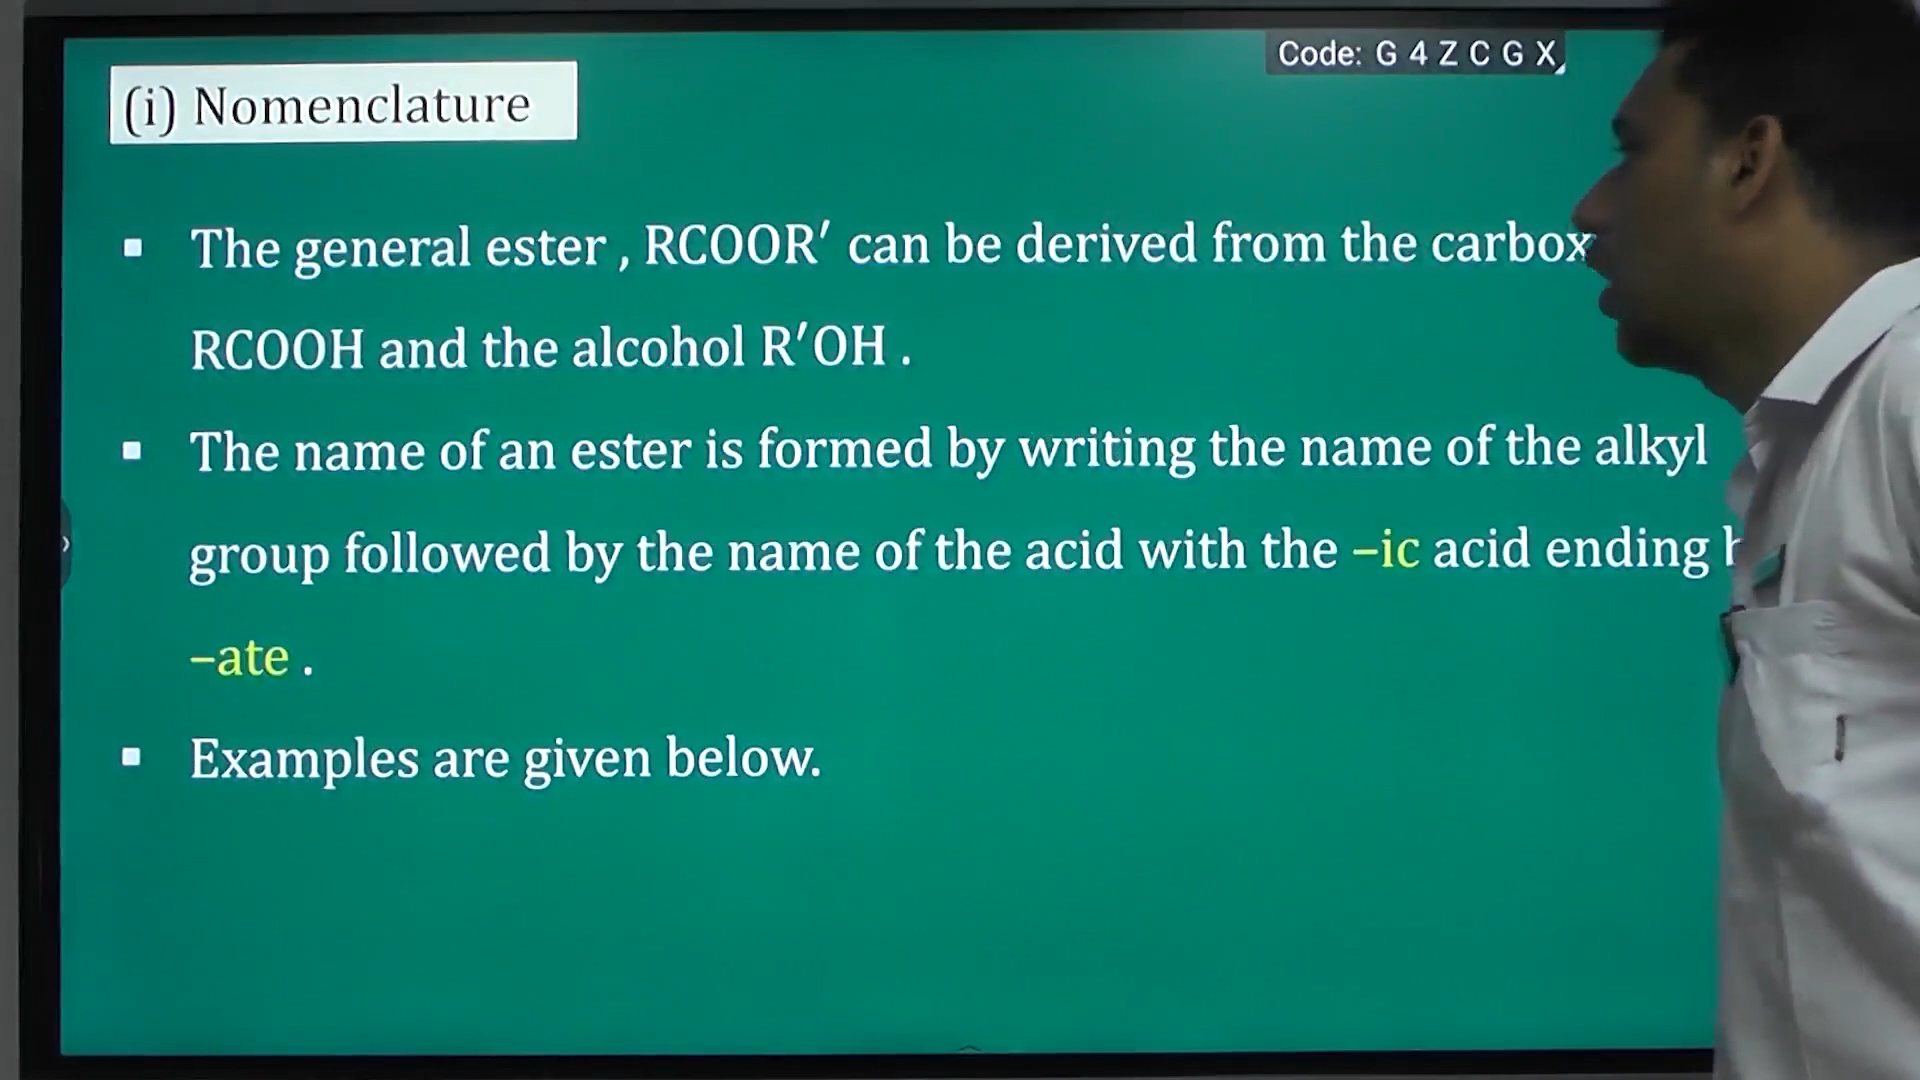 Code: G 4 Z C G X
(i) Nomenclature
▪ The general ester , RCOOR′ can be derived from the carbox
RCOOH and the alcohol R′OH .
▪ The name of an ester is formed by writing the name of the alkyl
group followed by the name of the acid with the –ic acid ending
–ate .
▪ Examples are given below.